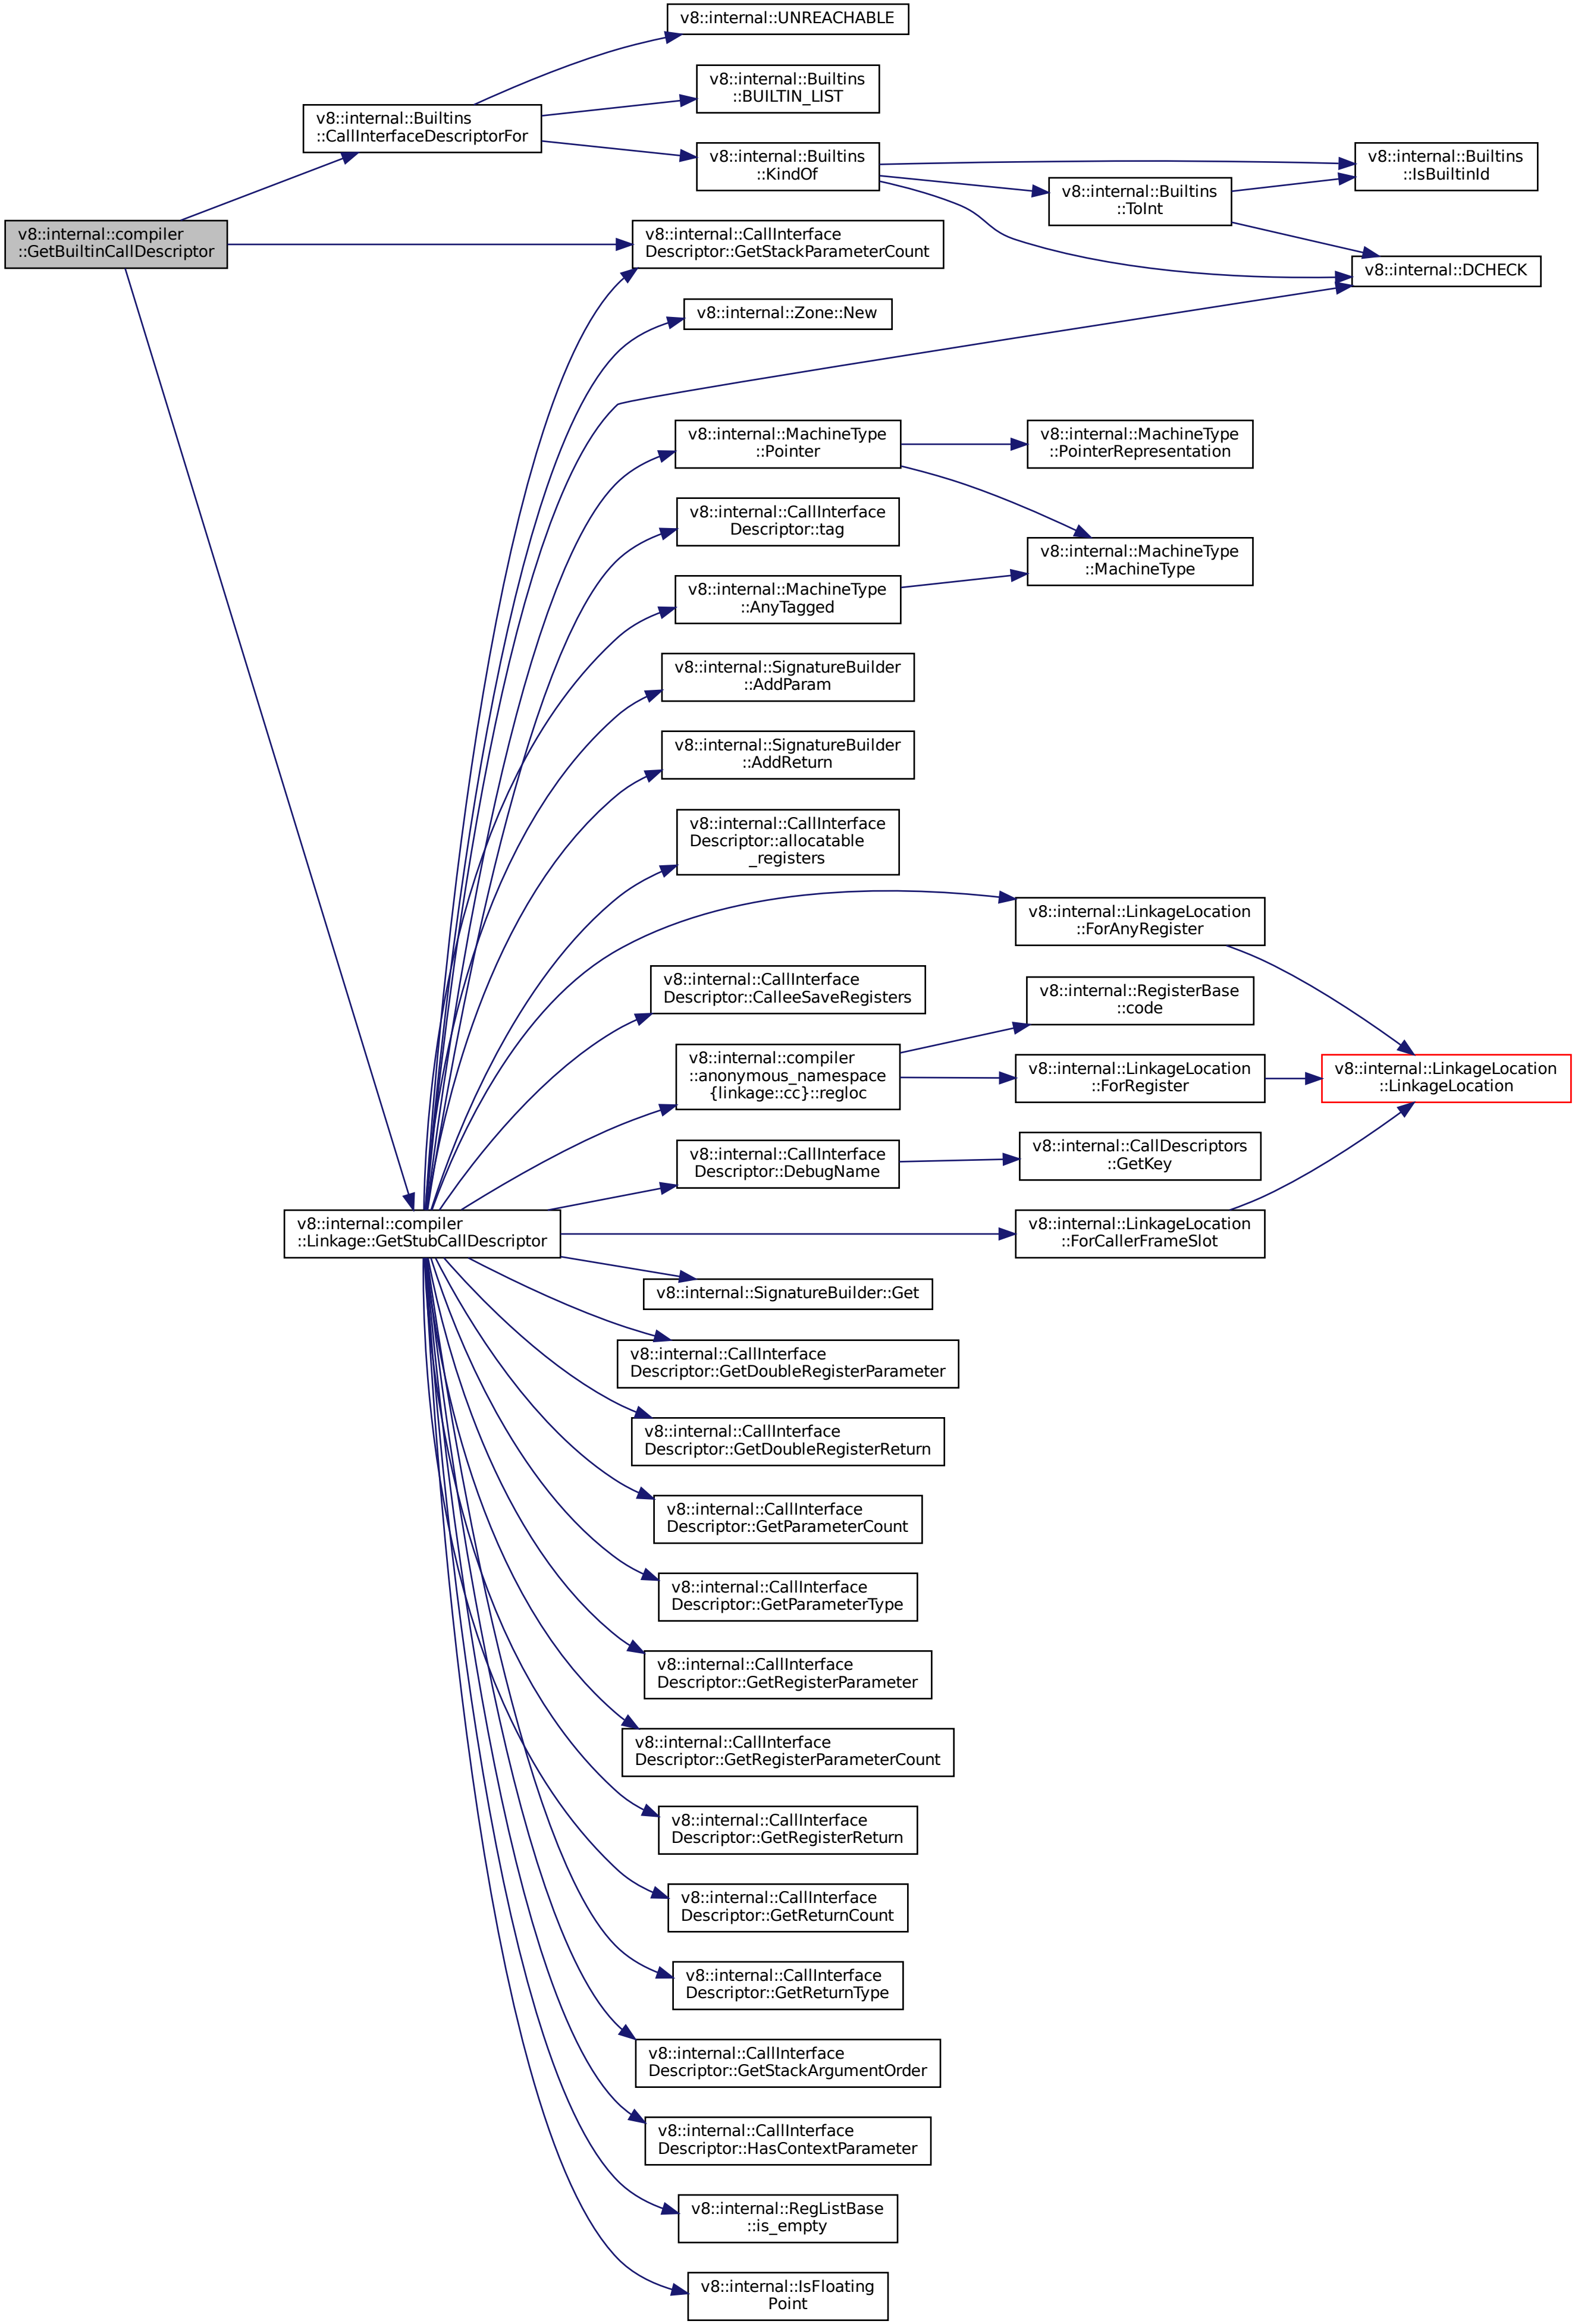 v8::internal::UNREACHABLE
v8::internal::Builtins
::BUILTIN_LIST
v8::internal::Builtins
::CallInterfaceDescriptorFor
v8::internal::Builtins
::KindOf
v8::internal::Builtins
::IsBuiltinId
v8::internal::Builtins
::ToInt
v8::internal::compiler
::GetBuiltinCallDescriptor
v8::internal::CallInterface
Descriptor::GetStackParameterCount
v8::internal::DCHECK
v8::internal::Zone::New
v8::internal::MachineType
::Pointer
v8::internal::MachineType
::PointerRepresentation
v8::internal::CallInterface
Descriptor::tag
v8::internal::MachineType
::MachineType
v8::internal::MachineType
::AnyTagged
v8::internal::SignatureBuilder
::AddParam
v8::internal::SignatureBuilder
::AddReturn
v8::internal::CallInterface
Descriptor::allocatable
_registers
v8::internal::LinkageLocation
::ForAnyRegister
v8::internal::CallInterface
Descriptor::CalleeSaveRegisters
v8::internal::RegisterBase
::code
v8::internal::compiler
::anonymous_namespace
{linkage::cc}::regloc
v8::internal::LinkageLocation
::ForRegister
v8::internal::LinkageLocation
::LinkageLocation
v8::internal::CallInterface
Descriptor::DebugName
v8::internal::CallDescriptors
::GetKey
v8::internal::compiler
::Linkage::GetStubCallDescriptor
v8::internal::LinkageLocation
::ForCallerFrameSlot
v8::internal::SignatureBuilder::Get
v8::internal::CallInterface
Descriptor::GetDoubleRegisterParameter
v8::internal::CallInterface
Descriptor::GetDoubleRegisterReturn
v8::internal::CallInterface
Descriptor::GetParameterCount
v8::internal::CallInterface
Descriptor::GetParameterType
v8::internal::CallInterface
Descriptor::GetRegisterParameter
v8::internal::CallInterface
Descriptor::GetRegisterParameterCount
v8::internal::CallInterface
Descriptor::GetRegisterReturn
v8::internal::CallInterface
Descriptor::GetReturnCount
v8::internal::CallInterface
Descriptor::GetReturnType
v8::internal::CallInterface
Descriptor::GetStackArgumentOrder
v8::internal::CallInterface
Descriptor::HasContextParameter
v8::internal::RegListBase
::is_empty
v8::internal::IsFloating
Point